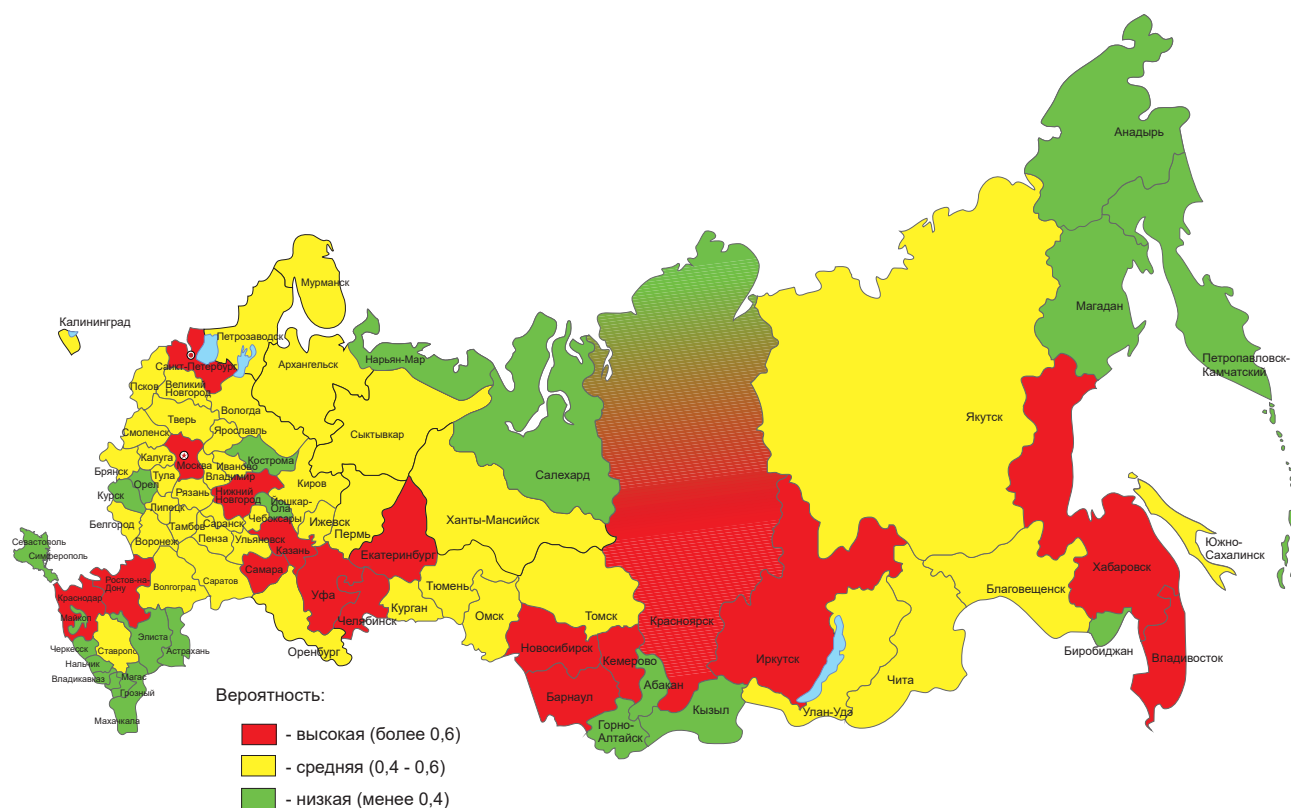 Анадырь
Мурманск
Магадан
Калининград
Петрозаводск
Нарьян-Мар
Архангельск
Санкт-Петербург
Петропавловск-
Камчатский
Псков
Великий
Новгород
Вологда
Якутск
Тверь
Смоленск
Ярославль
Сыктывкар
Калуга
Москва
Иваново
Кострома
Брянск
Тула
Владимир
Салехард
Орел
Киров
Курск
Рязань
Нижний
Новгород
Йошкар-
Ола
Липецк
Чебоксары
Ижевск
Ханты-Мансийск
Белгород
Тамбов
Саранск
Пермь
Воронеж
Пенза
Ульяновск
Казань
Екатеринбург
Южно-
Сахалинск
Севастополь
Симферополь
Самара
Хабаровск
Ростов-на-
Дону
Волгоград
Саратов
Уфа
Тюмень
Благовещенск
Краснодар
Курган
Омск
Томск
Майкоп
Челябинск
Красноярск
Элиста
Оренбург
Новосибирск
Биробиджан
Владивосток
Черкесск
Ставропо
Астрахань
Кемерово
Иркутск
Нальчик
Абакан
Владикавказ
Магас
Чита
Грозный
Барнаул
Кызыл
Улан-Удэ
Махачкала
Горно-
Алтайск
Вероятность:
- высокая (более 0,6)
- средняя (0,4 - 0,6)
- низкая (менее 0,4)